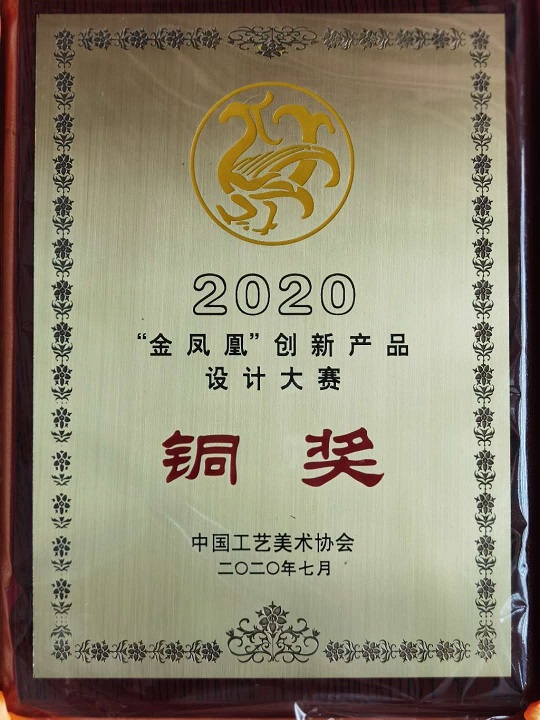 2020
“金凤凰”创新产品
设计大赛
铜奖
中国工艺美术协会
二〇二〇年七月